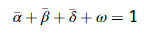 ᾱ + β̄ + δ̄ + ω = 1